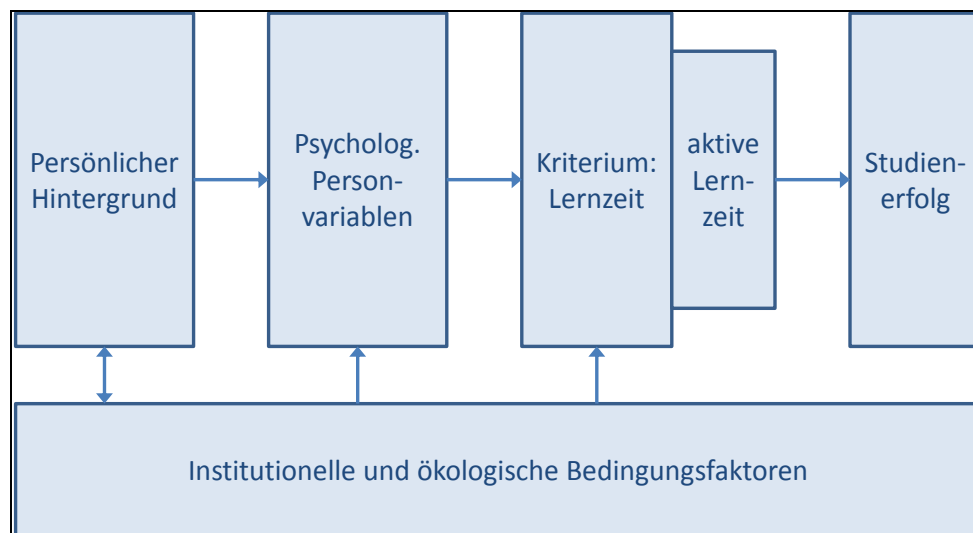 Persönlicher
Hintergrund
Psycholog.
Person-
variablen
Kriterium:
Lernzeit
aktive
Lern-
zeit
Studien-
erfolg
Institutionelle und ökologische Bedingungsfaktoren